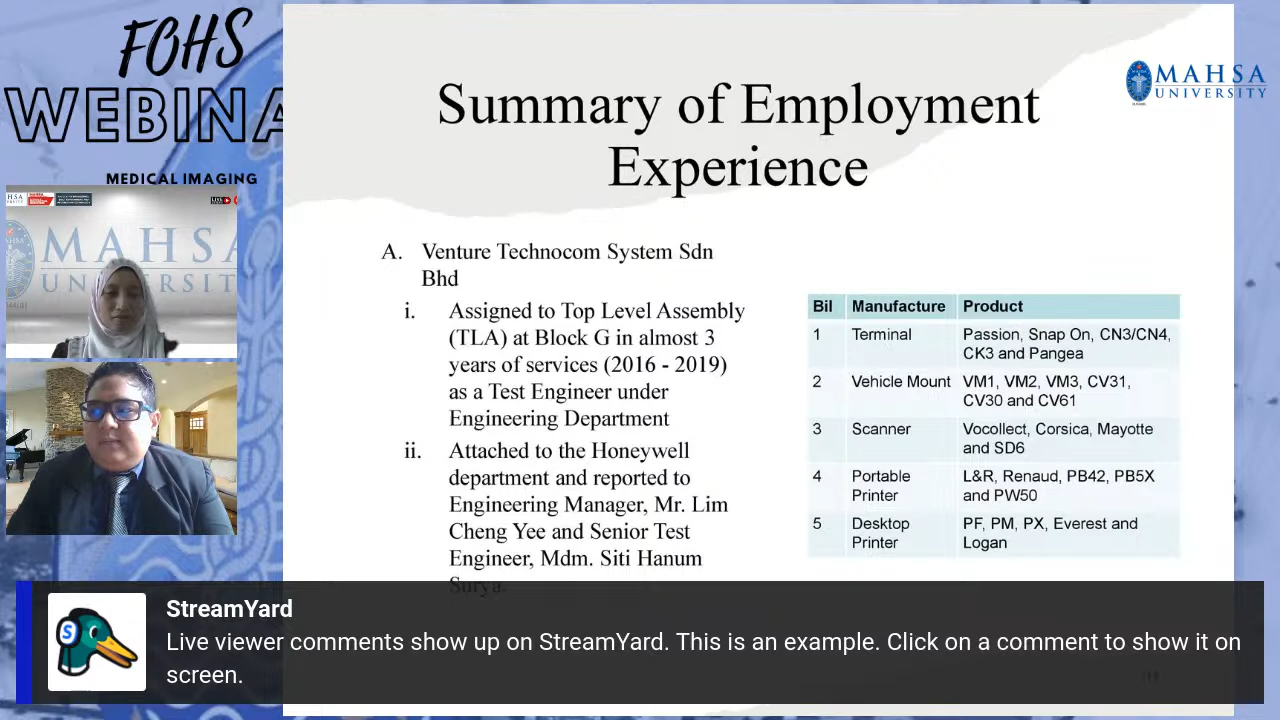 FOHS
WEBINA
MEDICAL IMAGING
MAHSA
UNIVERSITY
Summary of Employment
Experience
A. Venture Technocom System Sdn
Bhd
i. Assigned to Top Level Assembly
(TLA) at Block G in almost 3
years of services (2016 - 2019)
as a Test Engineer under
Engineering Department
ii. Attached to the Honeywell
department and reported to
Engineering Manager, Mr. Lim
Cheng Yee and Senior Test
Engineer, Mdm. Siti Hanum
Surya.
Bil Manufacture Product
1 Terminal Passion, Snap On, CN3/CN4,
CK3 and Pangea
2 Vehicle Mount VM1, VM2, VM3, CV31,
CV30 and CV61
3 Scanner Vocollect, Corsica, Mayotte
and SD6
4 Portable L&R, Renaud, PB42, PB5X
Printer and PW50
5 Desktop PF, PM, PX, Everest and
Printer Logan
MAHSA
StreamYard
Live viewer comments show up on StreamYard. This is an example. Click on a comment to show it on
screen.